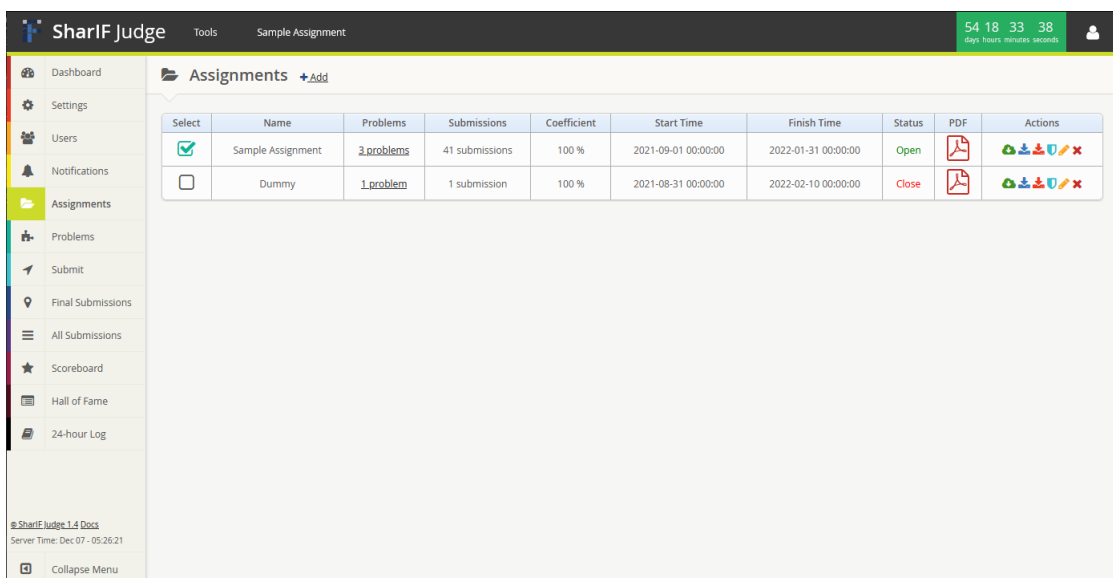 SharIF Judge Tools Sample Assignment 54 18 33 38
days hours minutes seconds
Dashboard
Settings
Users
Notifications
Assignments
Problems
Submit
Final Submissions
All Submissions
Scoreboard
Hall of Fame
24-hour Log
© SharIF Judge 1.4 Docs
Server Time: Dec 07 - 05:26:21
Collapse Menu
Assignments +Add
Select Name Problems Submissions Coefficient Start Time Finish Time Status PDF Actions
Sample Assignment 3 problems 41 submissions 100 % 2021-09-01 00:00:00 2022-01-31 00:00:00 Open
Dummy 1 problem 1 submission 100 % 2021-08-31 00:00:00 2022-02-10 00:00:00 Close